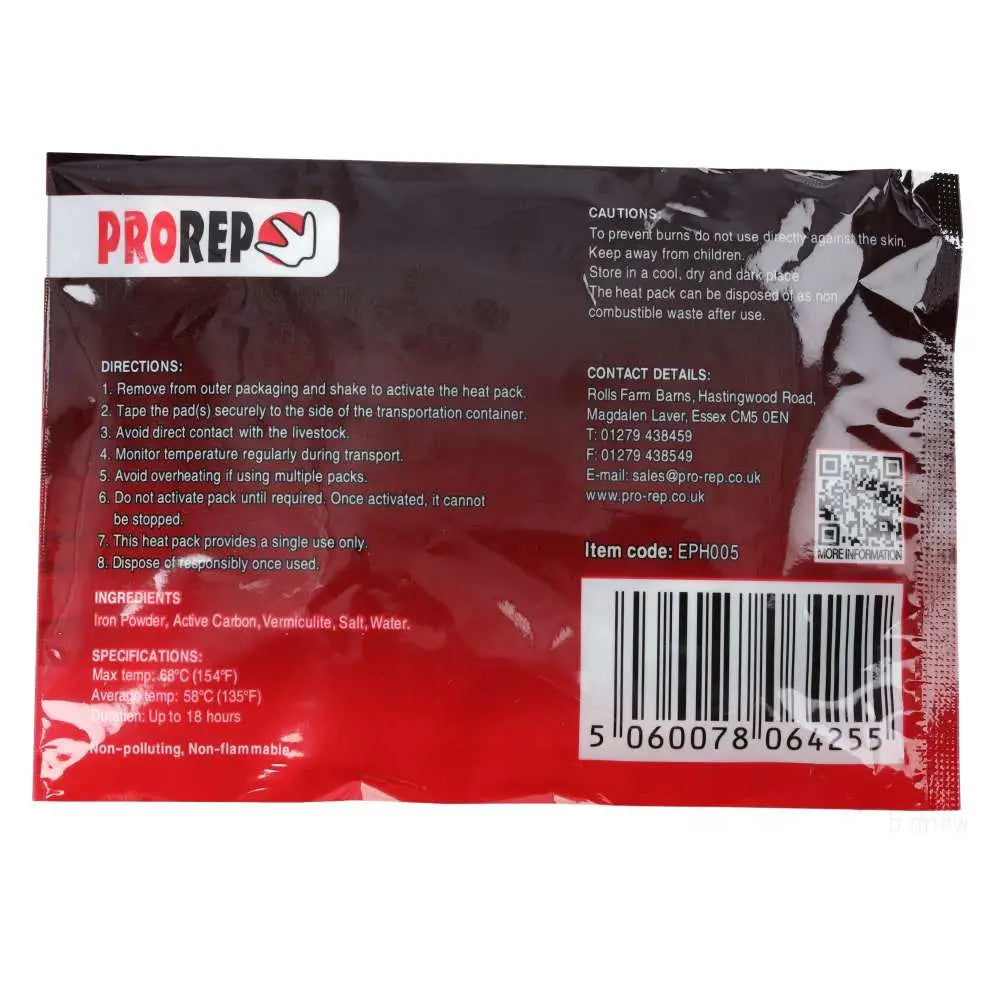 PROREP
CAUTIONS
To prevent burns do not use directly against the skin.
Keep away from children.
Store in a cool, dry and dark place
The heat pack can be disposed of as non
combustible waste after use.
DIRECTIONS:
1. Remove from outer packaging and shake to activate the heat pack.
2. Tape the pad(s) securely to the side of the transportation container.
3. Avoid direct contact with the livestock.
4. Monitor temperature regularly during transport.
5. Avoid overheating if using multiple packs.
6. Do not activate pack until required. Once activated, it cannot
be stopped.
7. This heat pack provides a single use only.
8. Dispose of responsibly once used.
INGREDIENTS
Iron Powder, Active Carbon, Vermiculite, Salt, Water.
SPECIFICATIONS:
Max temp: 68°C (154°F)
Average temp: 58°C (135°F)
Duration: Up to 18 hours
Non-polluting, Non-flammable.
CONTACT DETAILS:
Rolls Farm Barns, Hastingwood Road,
Magdalen Laver, Essex CM5 0EN
T: 01279 438459
F: 01279 438549
E-mail: sales@pro-rep.co.uk
www.pro-rep.co.uk
MORE INFORMATION
Item code: EPH005
5 060078 064255